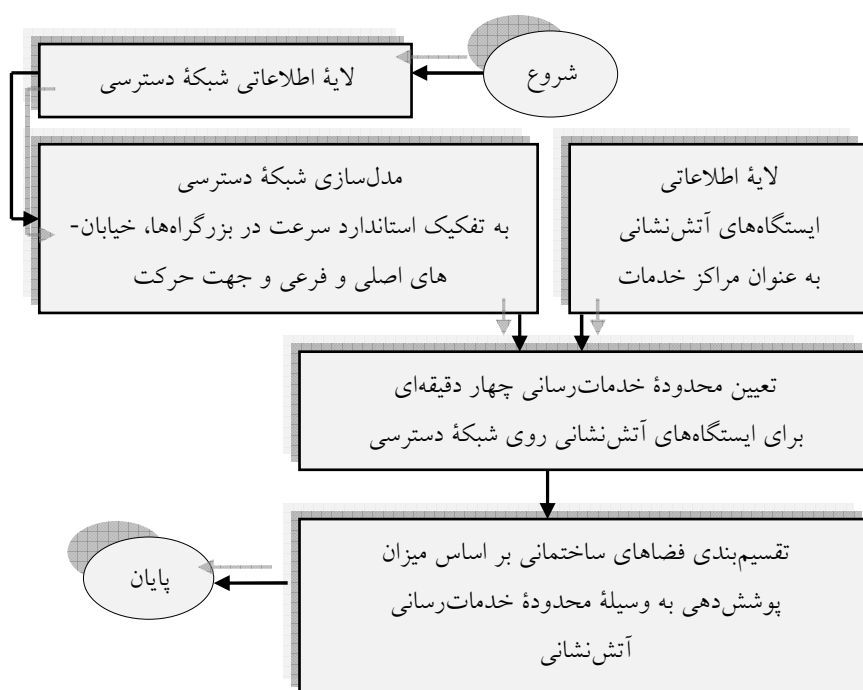 شروع
لایۀ اطلاعاتی شبکۀ دسترسی
مدل‌سازی شبکۀ دسترسی
به تفکیک استاندارد سرعت در بزرگراه‌ها، خیابان-
های اصلی و فرعی و جهت حرکت
لایۀ اطلاعاتی
ایستگاه‌های آتش‌نشانی
به عنوان مراکز خدمات
تعیین محدودۀ خدمات‌رسانی چهار دقیقه‌ای
برای ایستگاه‌های آتش‌نشانی روی شبکۀ دسترسی
تقسیم‌بندی فضاهای ساختمانی بر اساس میزان
پوشش‌دهی به وسیلۀ محدودۀ خدمات‌رسانی
آتش‌نشانی
پایان